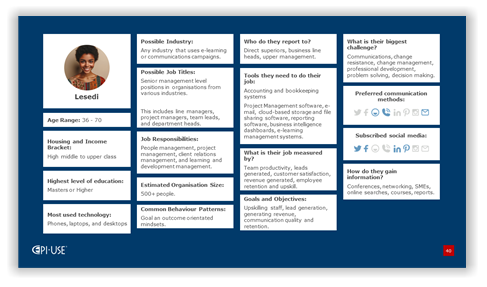 Lesedi
Age Range: 36 - 70
Housing and Income
Bracket:
High middle to upper class
Highest level of education:
Masters or Higher
Most used technology:
Phones, laptops, and desktops
Possible Industry:
Any industry that uses e-learning
or communications campaigns.
Possible Job Titles:
Senior management level
positions in organisations from
various industries.
This includes line managers,
project managers, team leads,
and department heads.
Job Responsibilities:
People management, project
management, client relations
management, and learning and
development management.
Estimated Organisation Size:
500+ people.
Common Behaviour Patterns:
Goal an outcome orientated
mindsets.
Who do they report to?
Direct superiors, business line
heads, upper management.
Tools they need to do their
job:
Accounting and bookkeeping
systems
Project Management software, e-
mail, cloud-based storage and file
sharing software, reporting
software, business intelligence
dashboards, e-learning
management systems.
What is their job measured
by?
Team productivity, leads
generated, customer satisfaction,
revenue generated, employee
retention and upskill.
Goals and Objectives:
Upskilling staff, lead generation,
generating revenue,
communication quality and
retention.
What is their biggest
challenge?
Communications, change
resistance, change management,
professional development,
problem solving, decision making.
Preferred communication
methods:
Subscribed social media:
How do they gain
information?
Conferences, networking, SMEs,
online searches, courses, reports.
EPI-USE
40